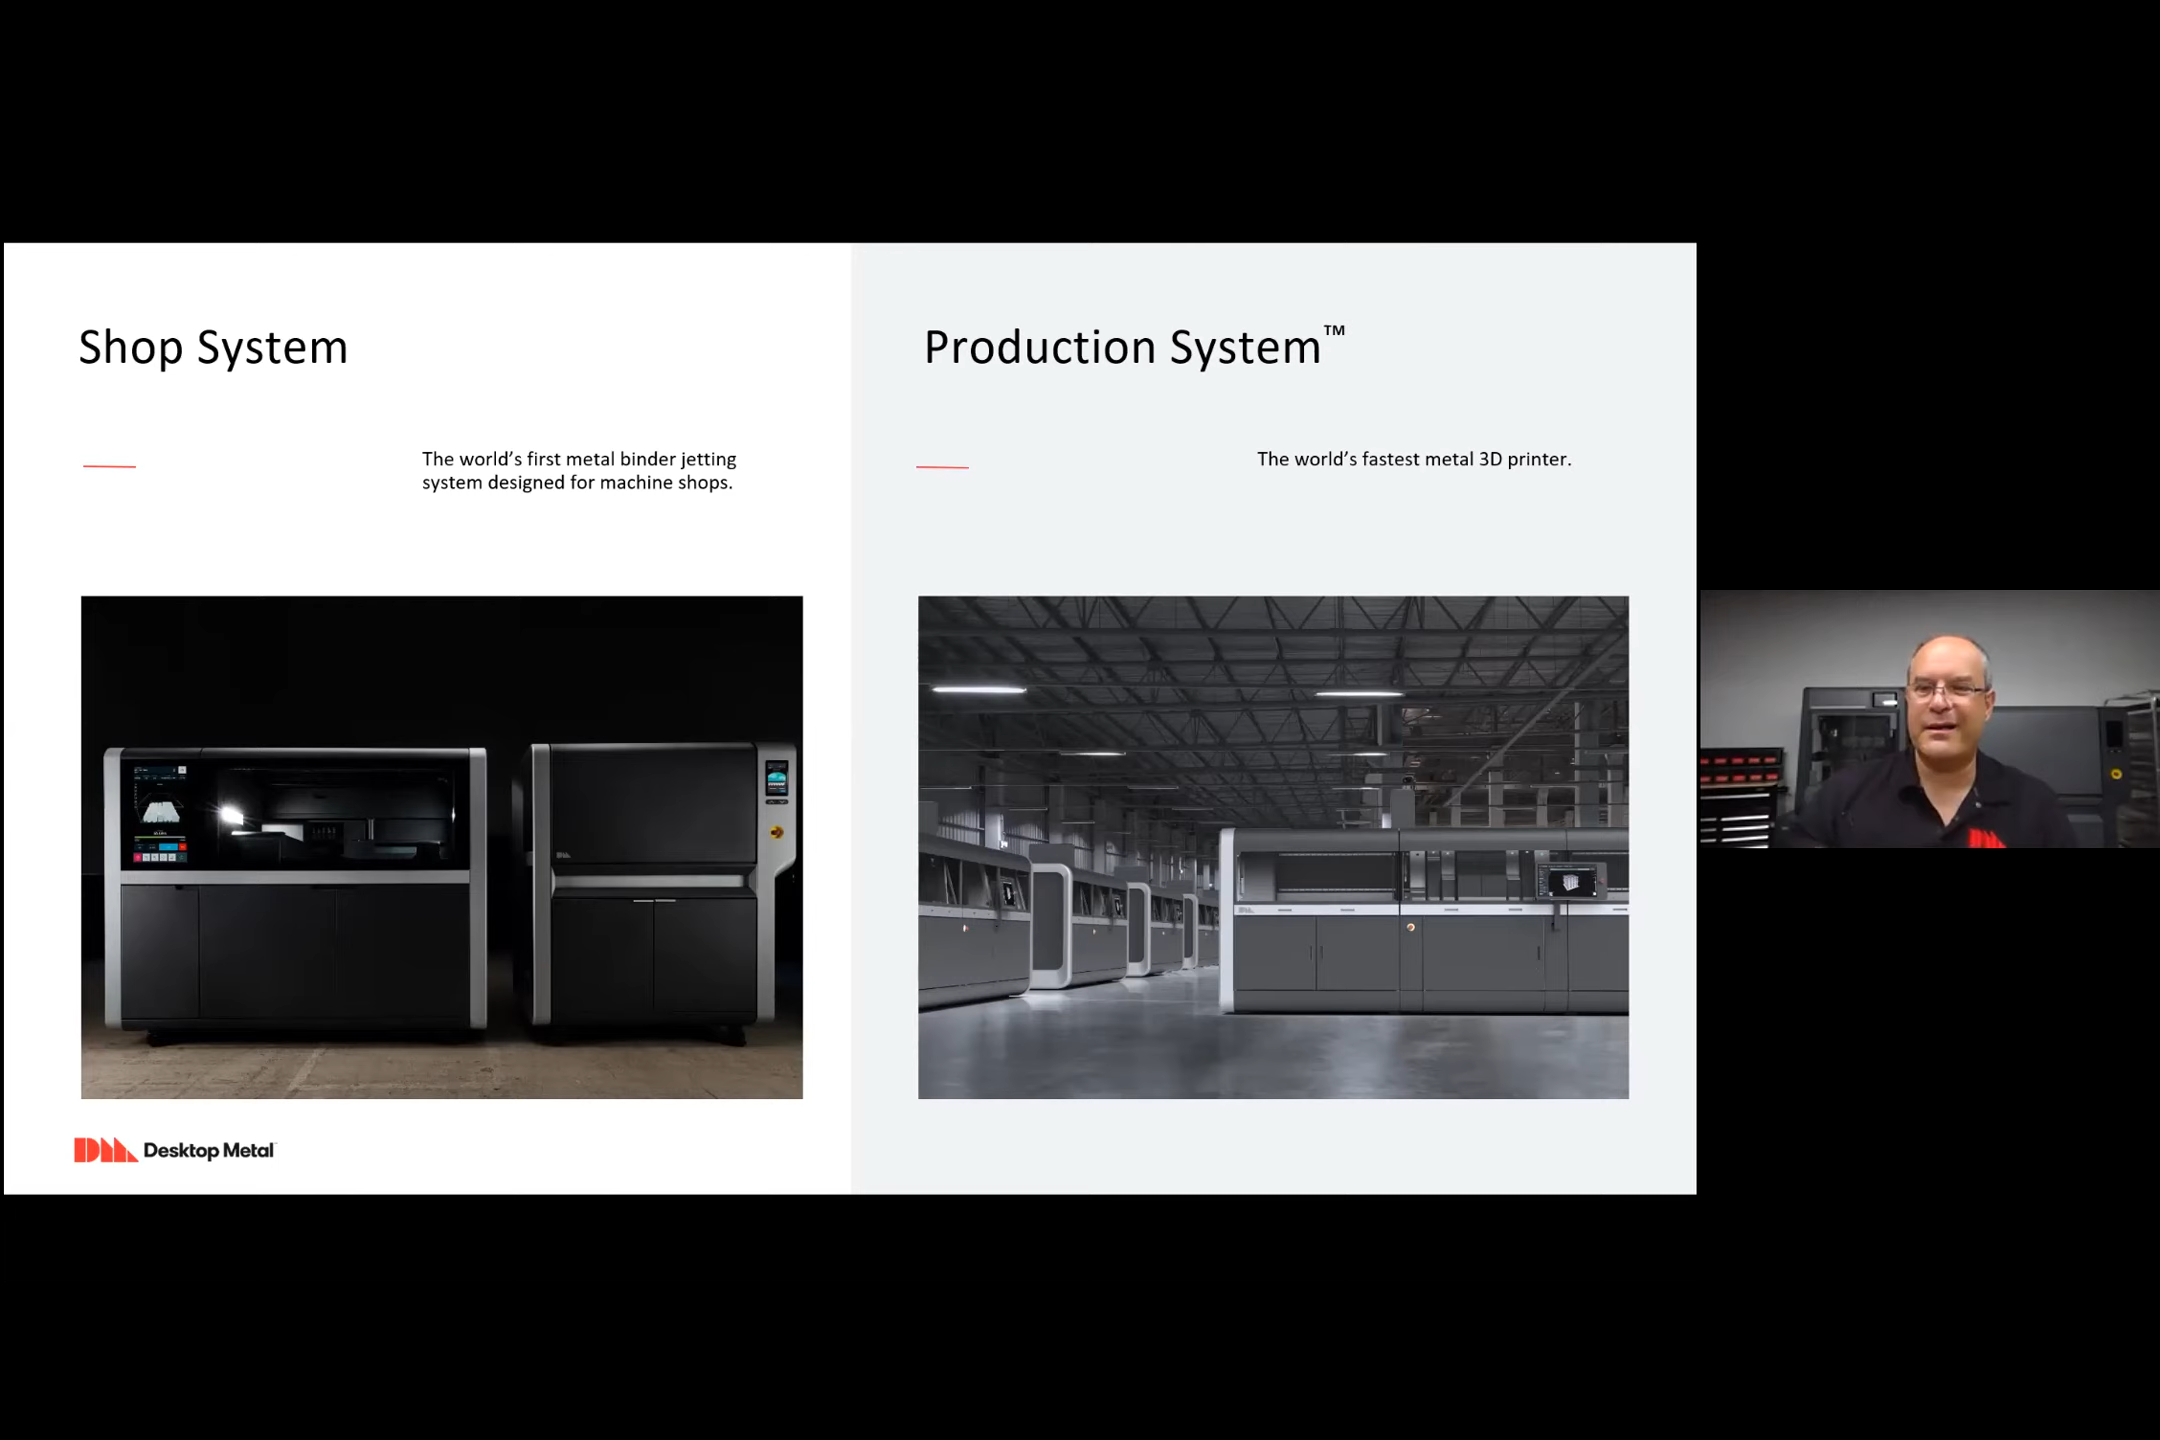 Shop System
The world's first metal binder jetting
system designed for machine shops.
Production System™
The world's fastest metal 3D printer.
Desktop Metal